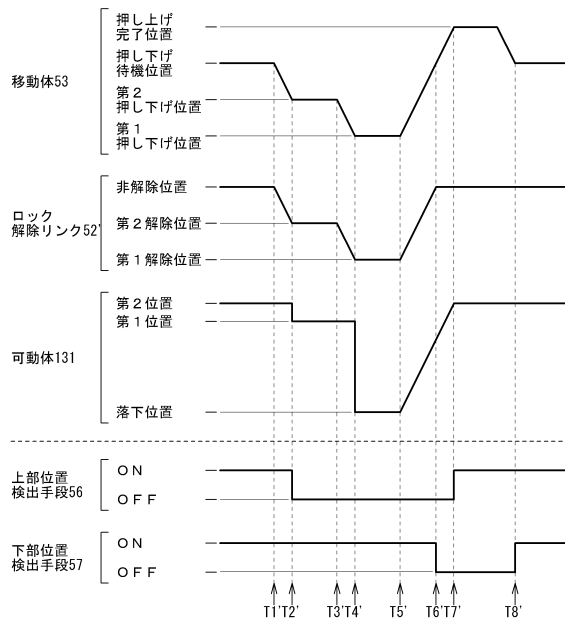 移動体53
押し上げ
完了位置
押し下げ
待機位置
第2
押し下げ位置
第1
押し下げ位置
ロック
解除リンク52'
非解除位置
第2解除位置
第1解除位置
可動体131
第2位置
第1位置
落下位置
上部位置
検出手段56
ON
OFF
下部位置
検出手段57
ON
OFF
T1' T2' T3' T4' T5' T6' T7' T8'